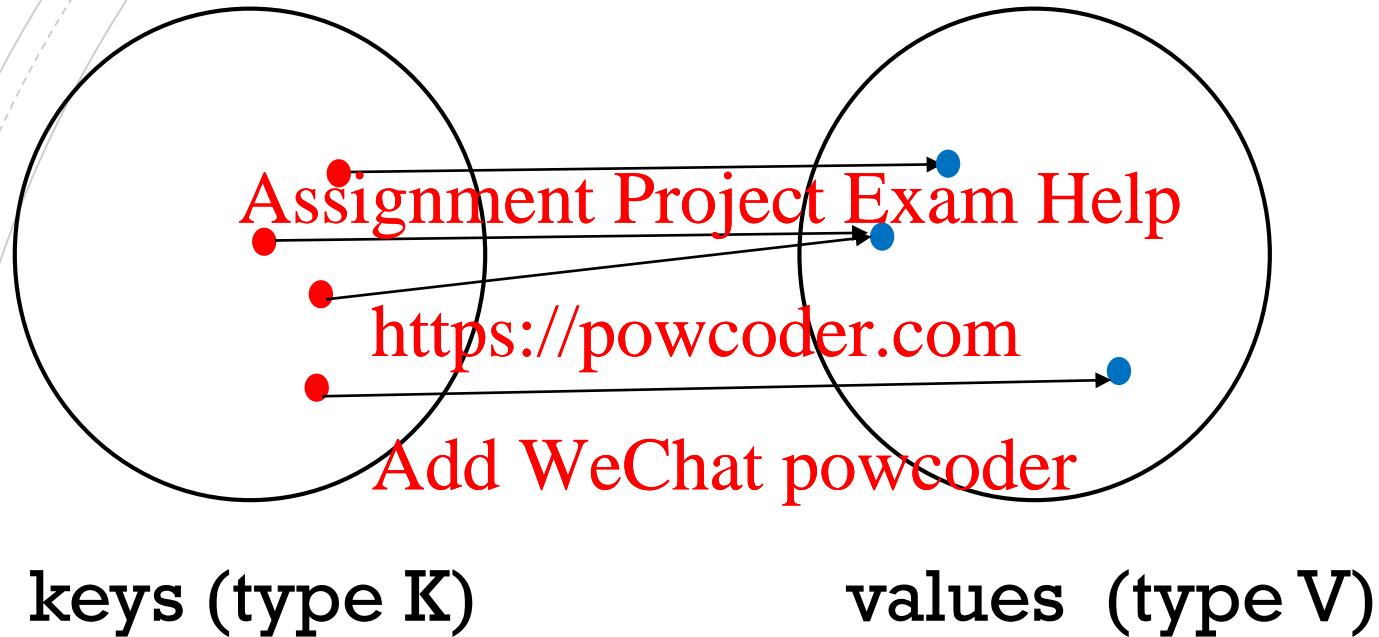 Assignment Project Exam Help
https://powcoder.com
Add WeChat powcoder
keys (type K)
values (type V)